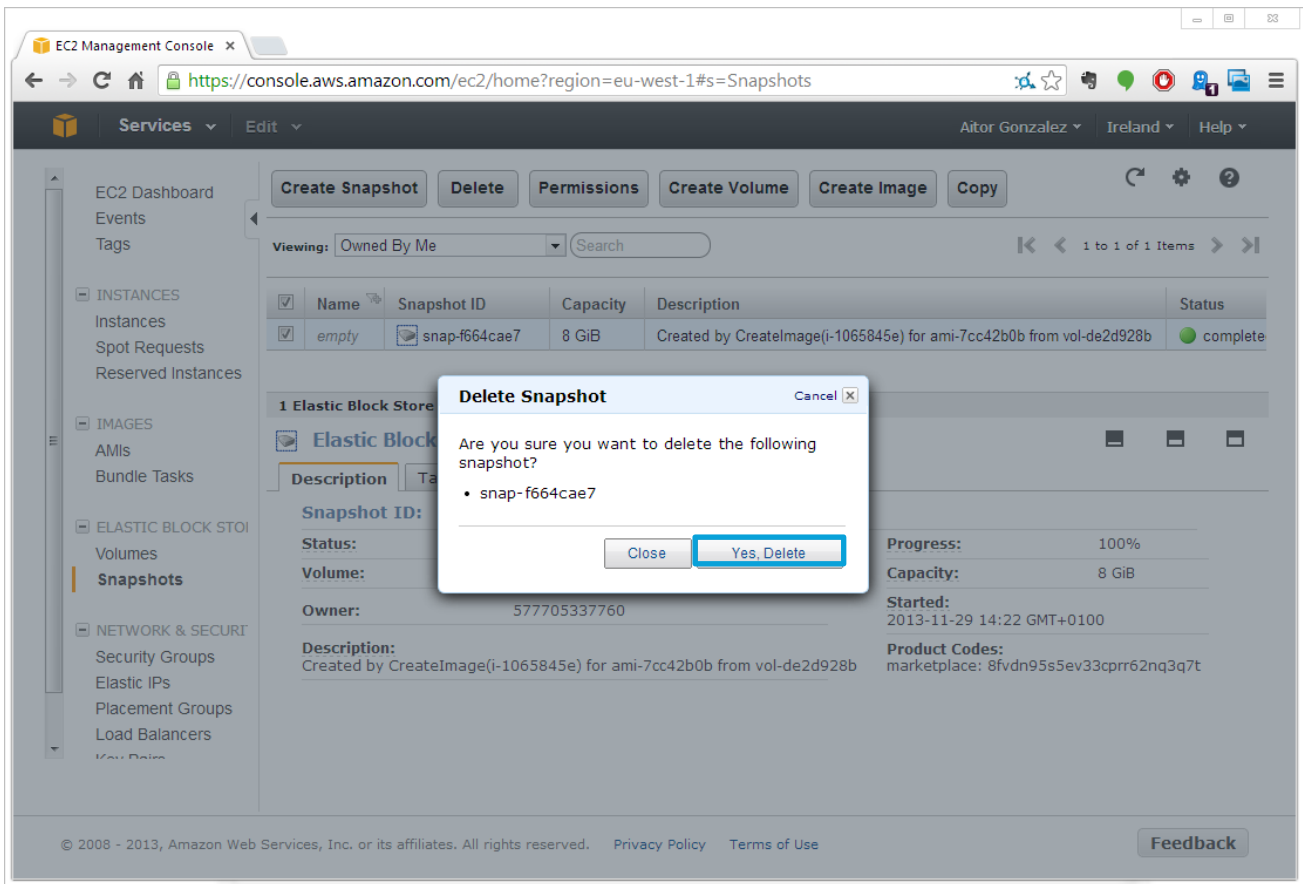 EC2 Management Console
https://console.aws.amazon.com/ec2/home?region=eu-west-1#s=Snapshots
1
Services Edit Aitor Gonzalez Ireland Help
EC2 Dashboard
Events
Tags
INSTANCES
Instances
Spot Requests
Reserved Instances
IMAGES
AMIs
Bundle Tasks
ELASTIC BLOCK STO
Volumes
Snapshots
NETWORK & SECURI
Security Groups
Elastic IPs
Placement Groups
Load Balancers
Key Pairs
Create Snapshot Delete Permissions Create Volume Create Image Copy
Viewing: Owned By Me Search 1 to 1 of 1 Items
Name Snapshot ID Capacity Description Status
empty snap-f664cae7 8 GiB Created by CreateImage(i-1065845e) for ami-7cc42b0b from vol-de2d928b complete
1 Elastic Block Store
Elastic Block
Description Ta
Snapshot ID:
Status:
Volume:
Owner: 577705337760
Description:
Created by CreateImage(i-1065845e) for ami-7cc42b0b from vol-de2d928b
Progress: 100%
Capacity: 8 GiB
Started:
2013-11-29 14:22 GMT+0100
Product Codes:
marketplace: 8fvdn95s5ev33cprr62nq3q7t
Delete Snapshot Cancel
Are you sure you want to delete the following
snapshot?
• snap-f664cae7
Close Yes, Delete
© 2008 - 2013, Amazon Web Services, Inc. or its affiliates. All rights reserved. Privacy Policy Terms of Use Feedback